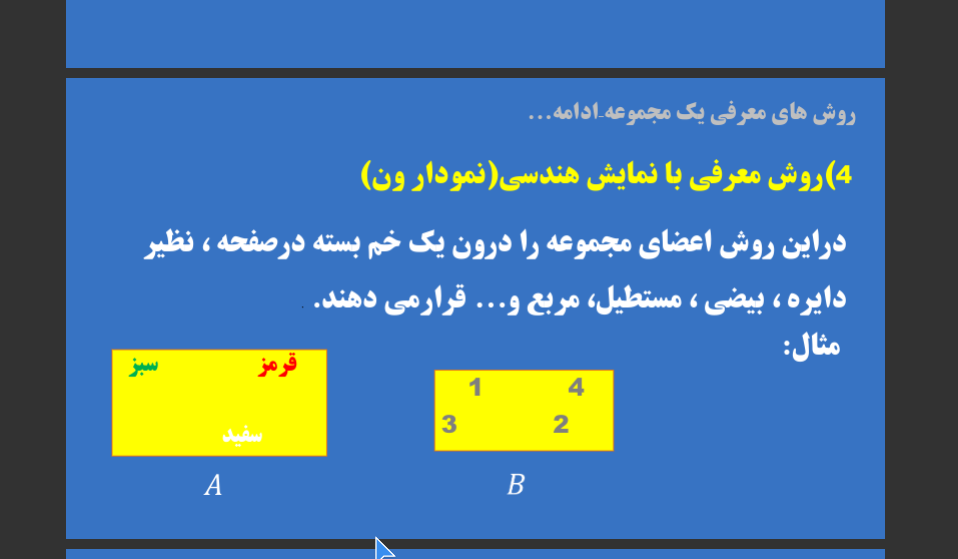 روش های معرفی یک مجموعه-ادامه...
4)روش معرفی با نمایش هندسی(نمودار ون)
دراین روش اعضای مجموعه را درون یک خم بسته درصفحه ، نظیر
دایره ، بیضی ، مستطیل، مربع و... قرارمی دهند.
مثال:
1 4
3 2
B
قرمز سبز
سفید
A